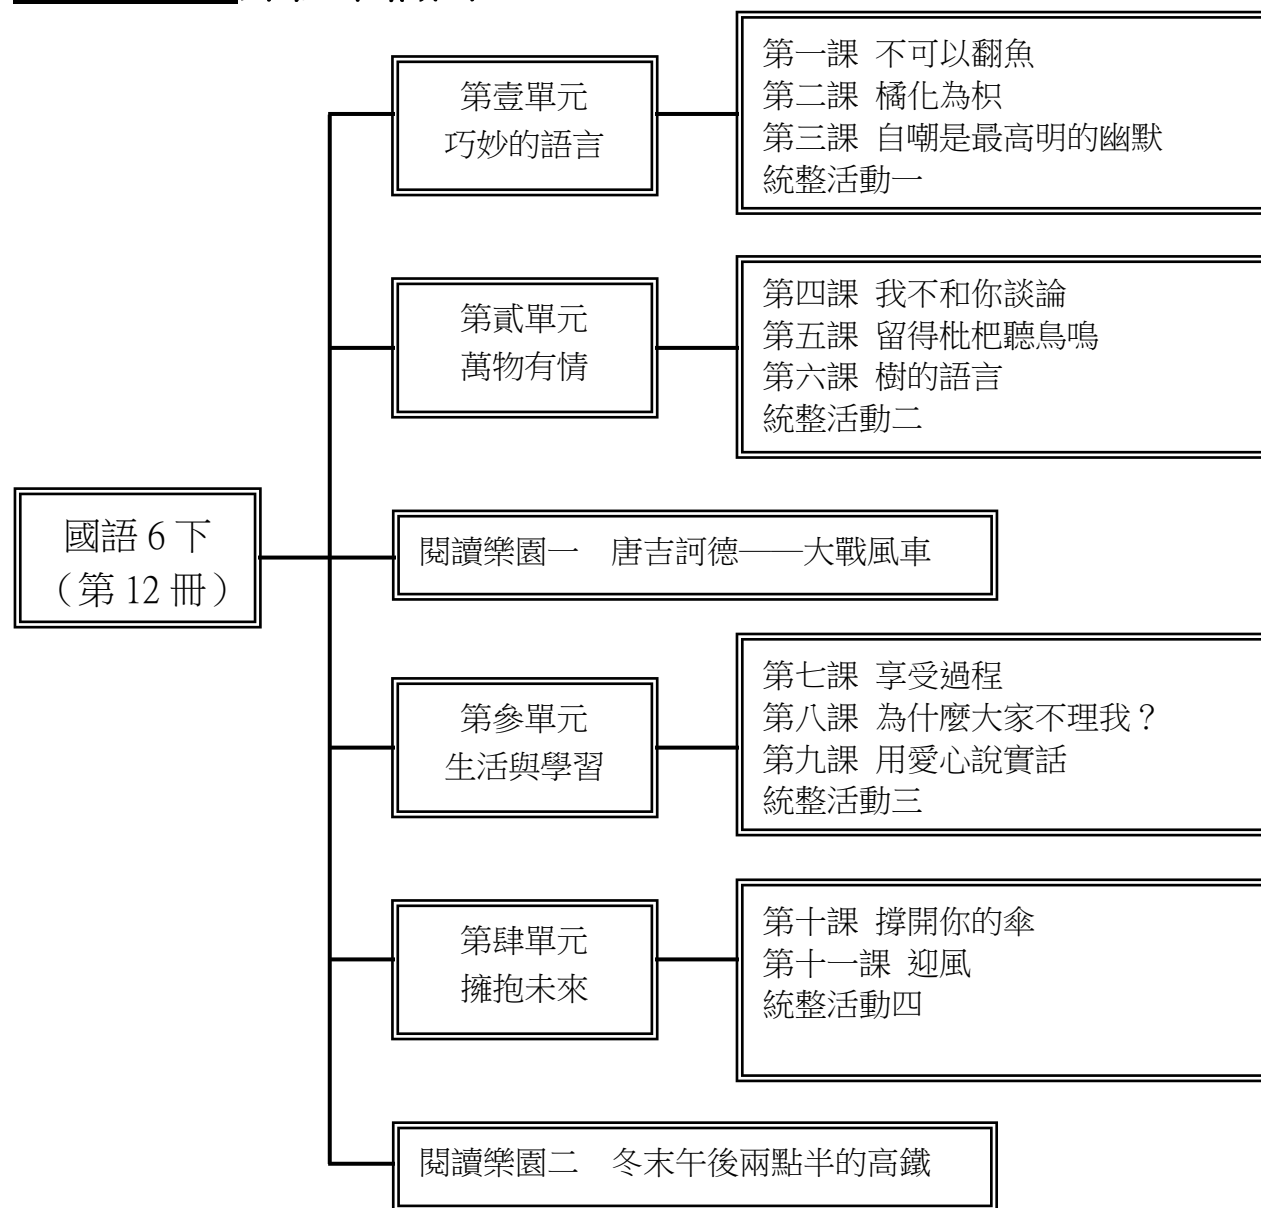 第壹單元
巧妙的語言
第一課 不可以翻魚
第二課 橘化為枳
第三課 自嘲是最高明的幽默
統整活動一
第貳單元
萬物有情
第四課 我不和你談論
第五課 留得枇杷聽鳥鳴
第六課 樹的語言
統整活動二
國語 6 下
（第 12 冊）
閱讀樂園一 唐吉訶德——大戰風車
第參單元
生活與學習
第七課 享受過程
第八課 為什麼大家不理我？
第九課 用愛心說實話
統整活動三
第肆單元
擁抱未來
第十課 撐開你的傘
第十一課 迎風
統整活動四
閱讀樂園二 冬末午後兩點半的高鐵